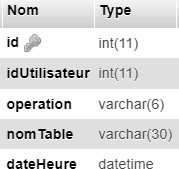 Nom Type
id int(11)
idUtilisateur int(11)
operation varchar(6)
nomTable varchar(30)
dateHeure datetime